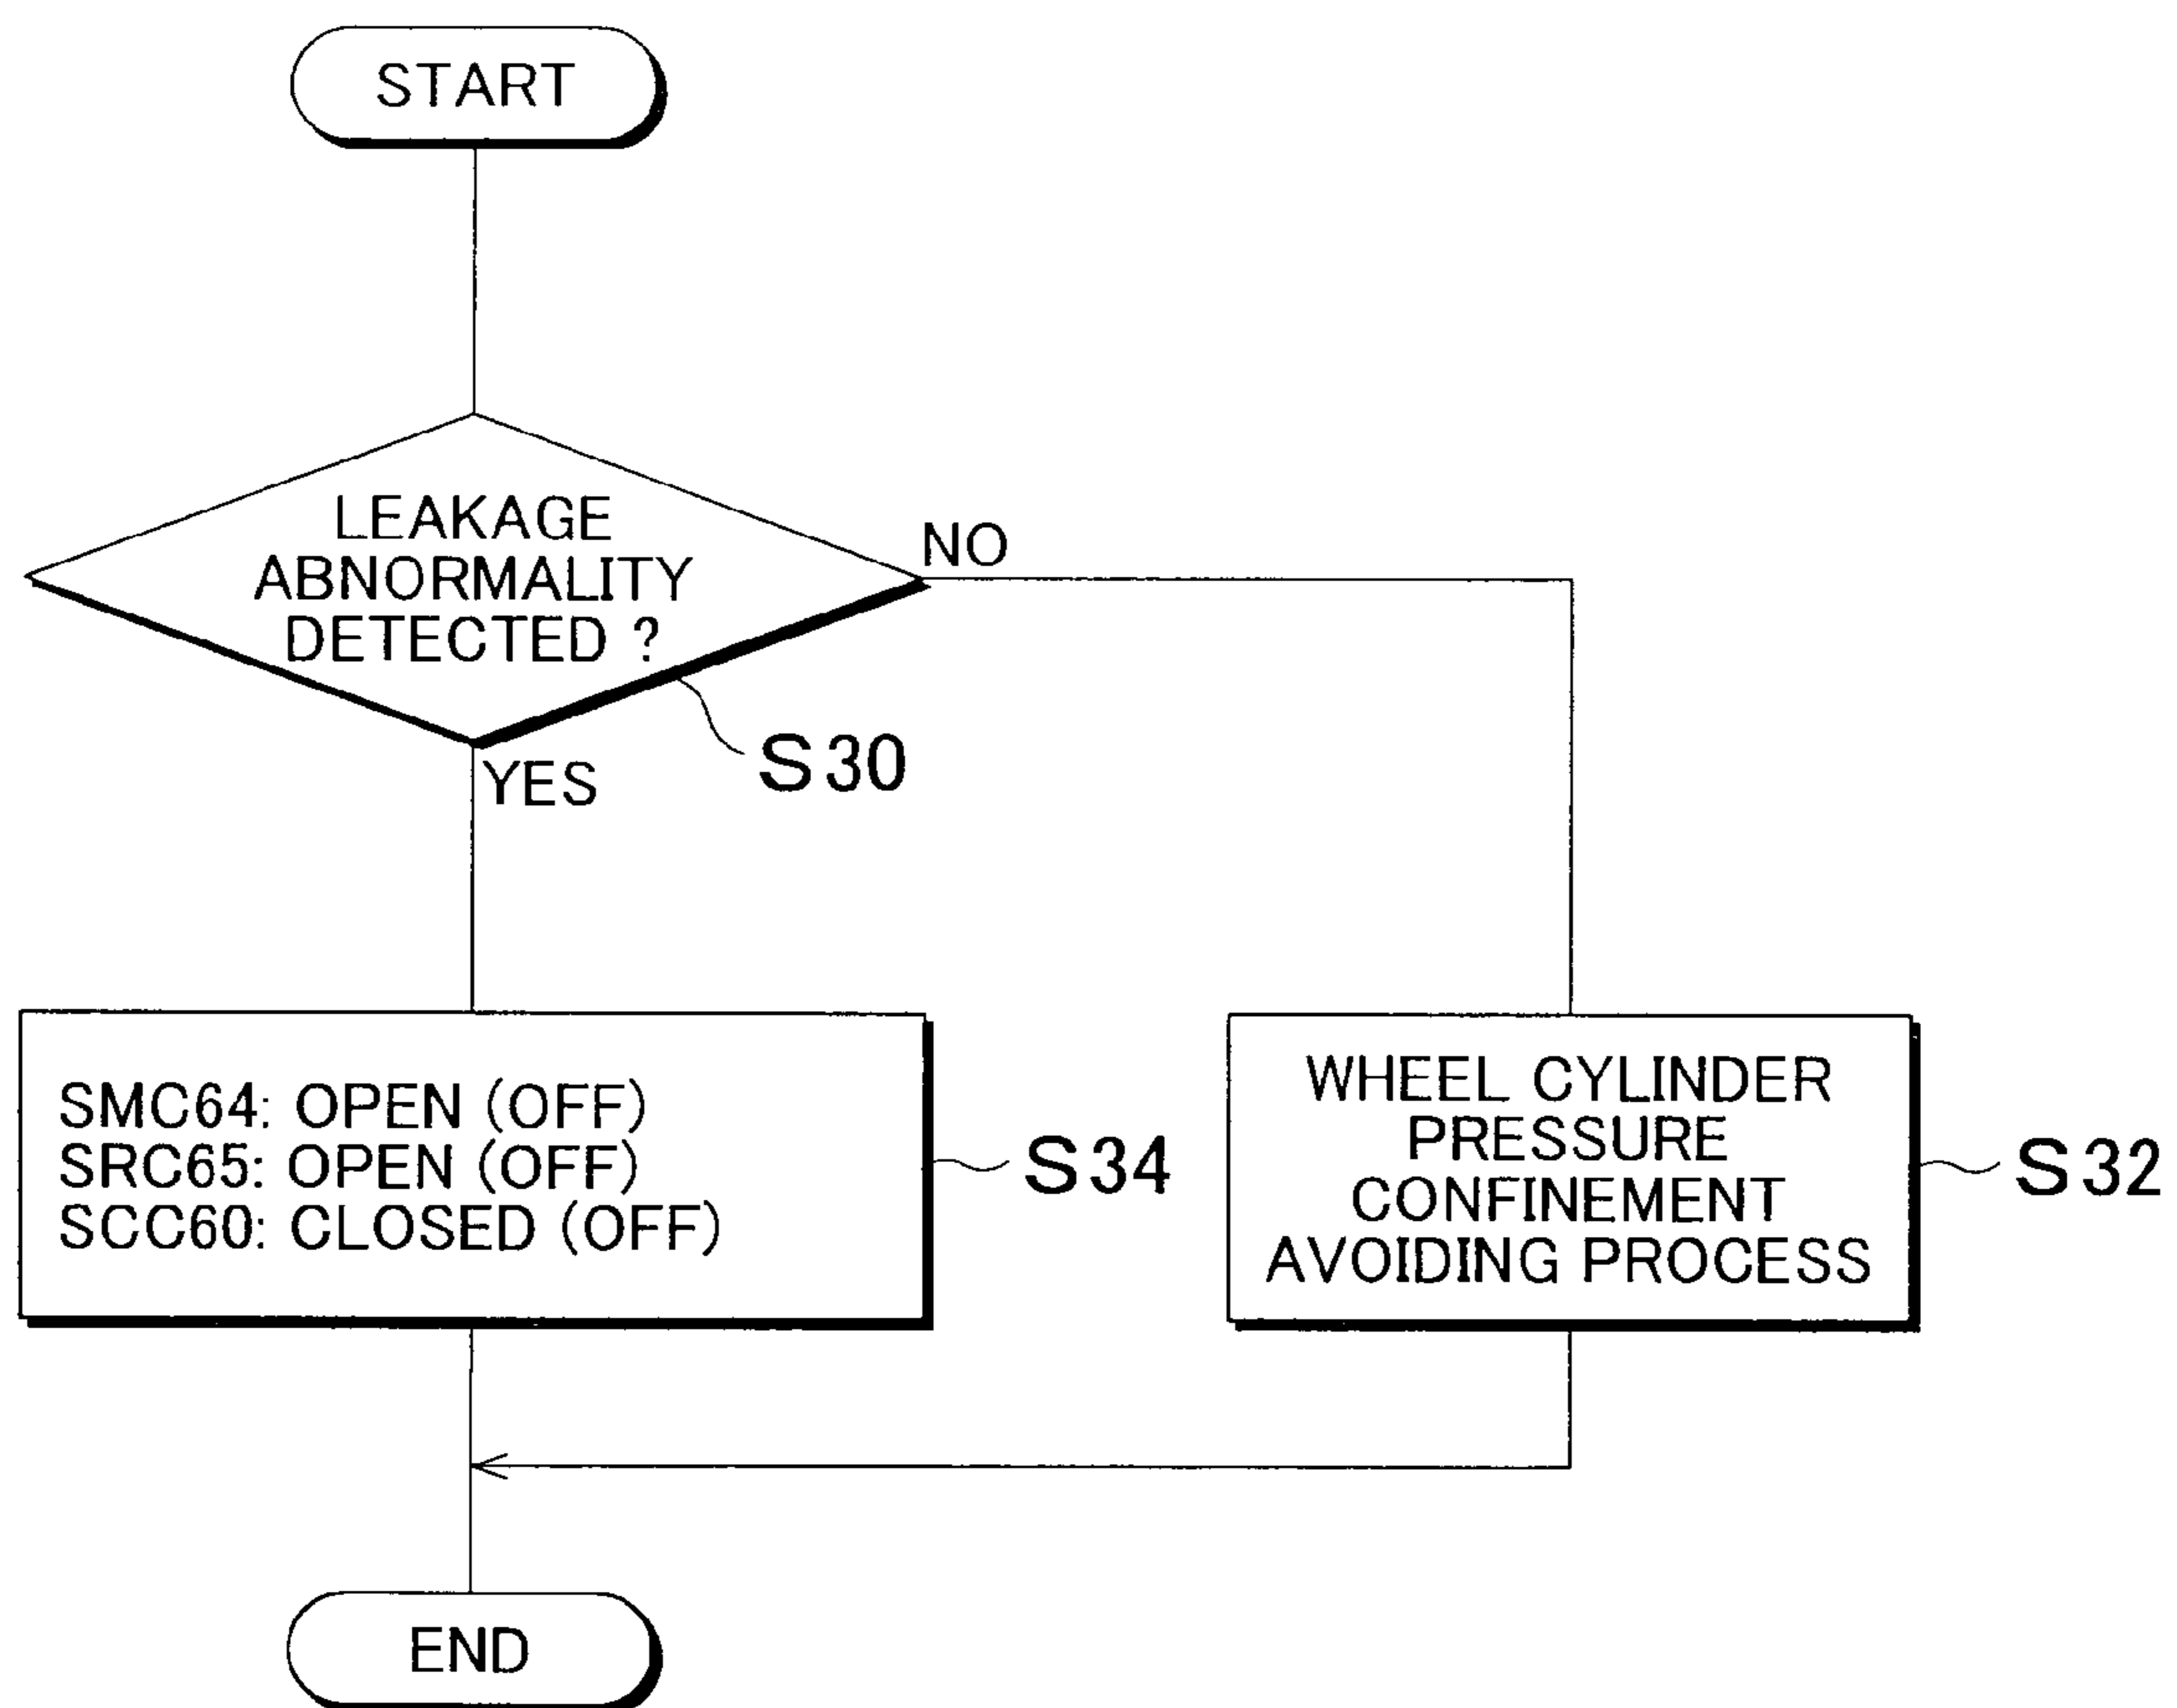 START
LEAKAGE
ABNORMALITY
DETECTED ?
NO
YES
S30
SMC64: OPEN (OFF)
SRC65: OPEN (OFF)
SCC60: CLOSED (OFF)
S34
WHEEL CYLINDER
PRESSURE
CONFINEMENT
AVOIDING PROCESS
S32
END